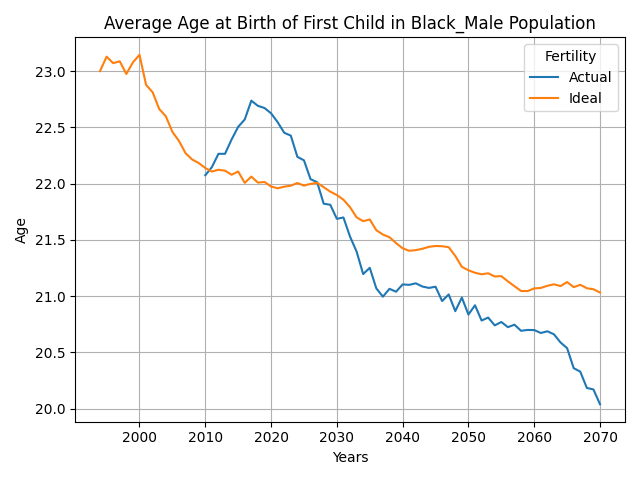 Average Age at Birth of First Child in Black_Male Population
Fertility
Actual
Ideal
Age
23.0
22.5
22.0
21.5
21.0
20.5
20.0
2000 2010 2020 2030 2040 2050 2060 2070
Years